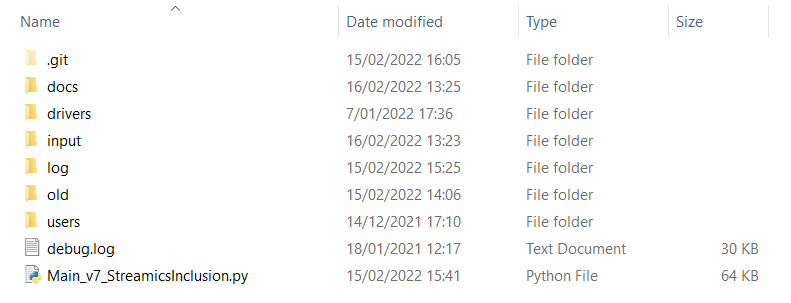 Name Date modified Type Size
.git 15/02/2022 16:05 File folder
docs 16/02/2022 13:25 File folder
drivers 7/01/2022 17:36 File folder
input 16/02/2022 13:23 File folder
log 15/02/2022 15:25 File folder
old 15/02/2022 14:06 File folder
users 14/12/2021 17:10 File folder
debug.log 18/01/2021 12:17 Text Document 30 KB
Main_v7_StreamicsInclusion.py 15/02/2022 15:41 Python File 64 KB